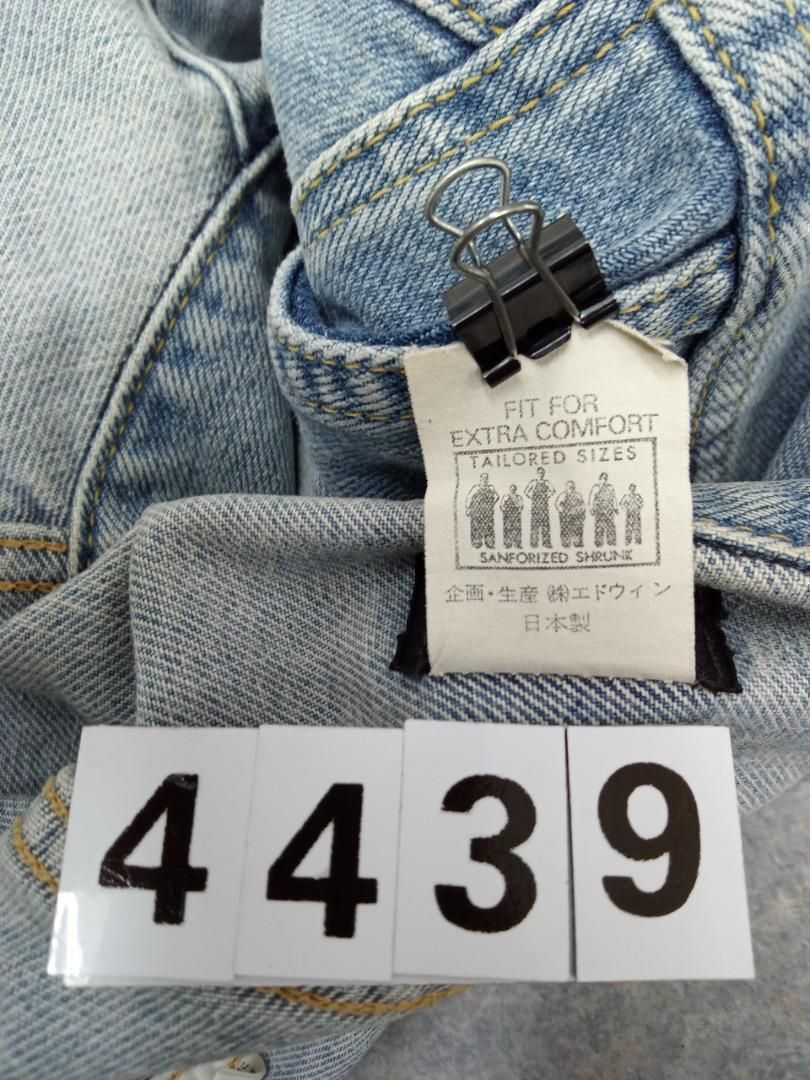 FIT FOR
EXTRA COMFORT
TAILORED SIZES
SANFORIZED SHRUNK
企画・生産 ㈱エドウィン
日本製
4439